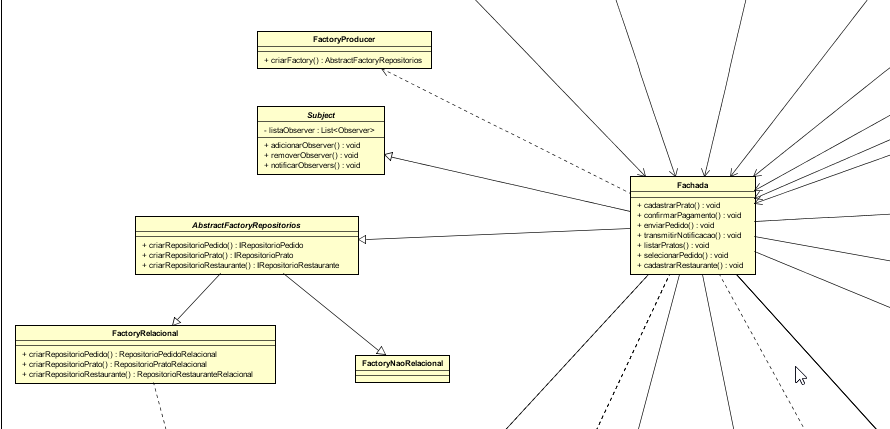 FactoryProducer
+ criarFactory() : AbstractFactoryRepositorios
Subject
- listaObserver : List<Observer>
+ adicionarObserver() : void
+ removerObserver() : void
+ notificarObservers() : void
Fachada
+ cadastrarPrato() : void
+ confirmarPagamento() : void
+ enviarPedido() : void
+ transmitirNotificacao() : void
+ listarPratos() : void
+ selecionarPedido() : void
+ cadastrarRestaurante() : void
AbstractFactoryRepositorios
+ criarRepositorioPedido() : IRepositorioPedido
+ criarRepositorioPrato() : IRepositorioPrato
+ criarRepositorioRestaurante() : IRepositorioRestaurante
FactoryRelacional
+ criarRepositorioPedido() : RepositorioPedidoRelacional
+ criarRepositorioPrato() : RepositorioPratoRelacional
+ criarRepositorioRestaurante() : RepositorioRestauranteRelacional
FactoryNaoRelacional